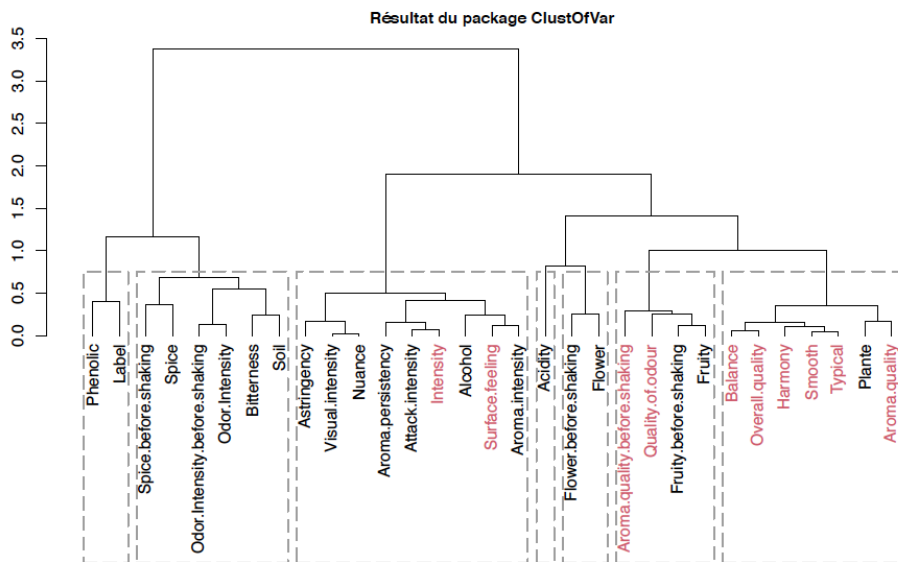 Résultat du package ClustOfVar
3.5
3.0
2.5
2.0
1.5
1.0
0.5
0.0
Phenolic
Label
Spice.before.shaking
Spice
Odor.Intensity.before.shaking
Odor.Intensity
Bitterness
Soil
Astringency
Visual.intensity
Nuance
Aroma.persistency
Attack.intensity
Intensity
Alcohol
Surface.feeling
Aroma.intensity
Acidity
Flower.before.shaking
Flower
Aroma.quality.before.shaking
Quality.of.odour
Fruity.before.shaking
Fruity
Balance
Overall.quality
Harmony
Smooth
Typical
Plante
Aroma.quality